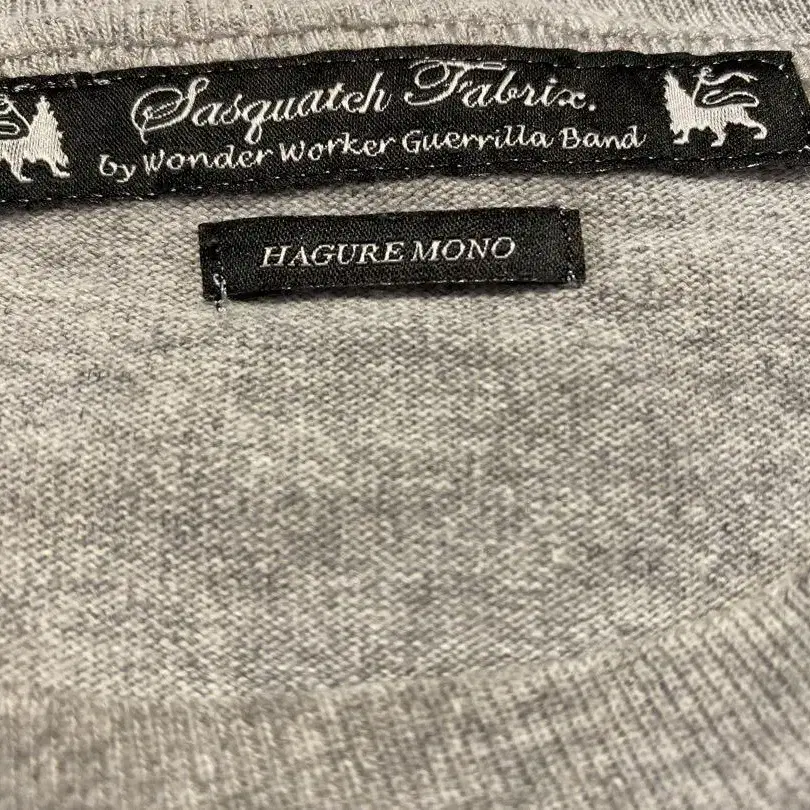 Sasquatch Fabrix.
by Wonder Worker Guerrilla Band
HAGURE MONO